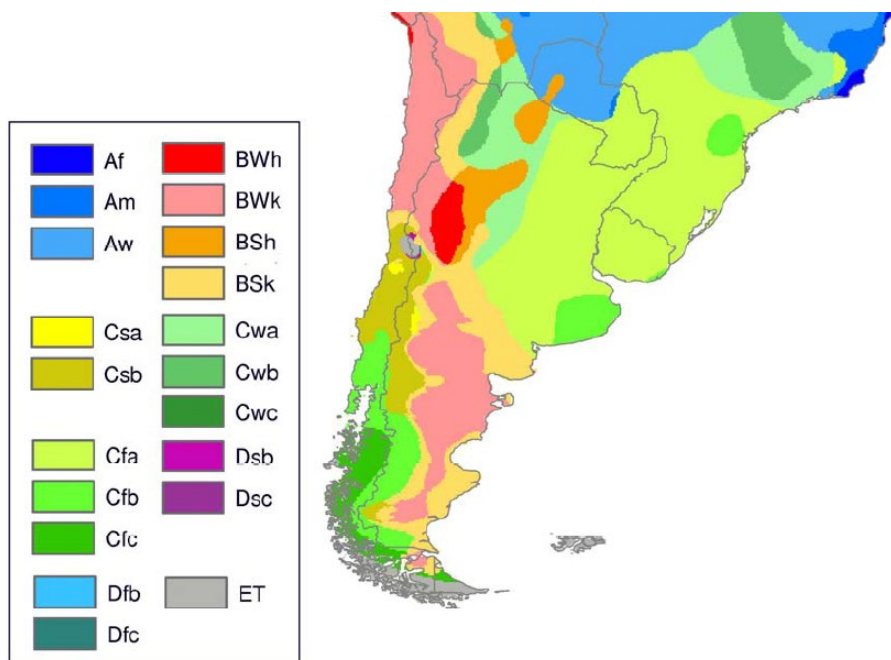 Af BWh
Am BWk
Aw BSh
BSk
Csa Cwa
Csb Cwb
Cwc
Cfa Dsb
Cfb Dsc
Cfc
Dfb ET
Dfc